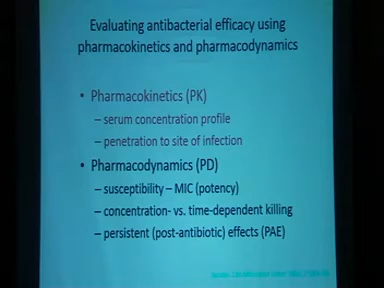 Evaluating antibacterial efficacy using
pharmacokinetics and pharmacodynamics
• Pharmacokinetics (PK)
– serum concentration profile
– penetration to site of infection
• Pharmacodynamics (PD)
– susceptibility – MIC (potency)
– concentration- vs. time-dependent killing
– persistent (post-antibiotic) effects (PAE)